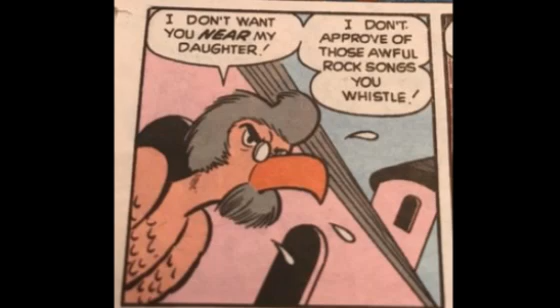 I DON'T WANT
YOU NEAR MY
DAUGHTER!
I DON'T
APPROVE OF
THOSE AWFUL
ROCK SONGS
YOU
WHISTLE!